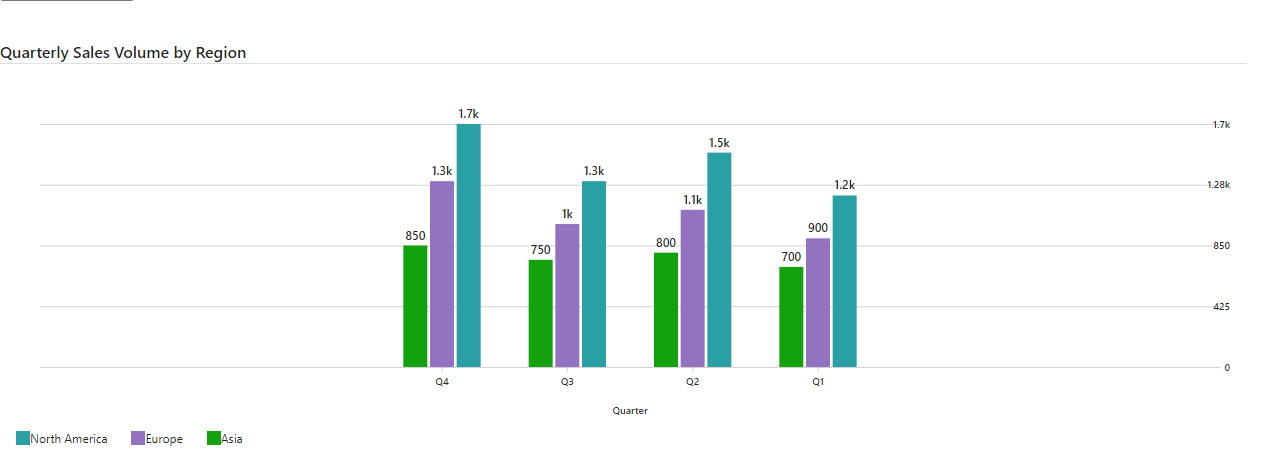 Quarterly Sales Volume by Region
1.7k
1.7k
1.5k
1.3k
1.3k
1.28k
1.2k
1.1k
1k
900
850
850
800
750
700
425
0
Q4 Q3 Q2 Q1
Quarter
North America Europe Asia